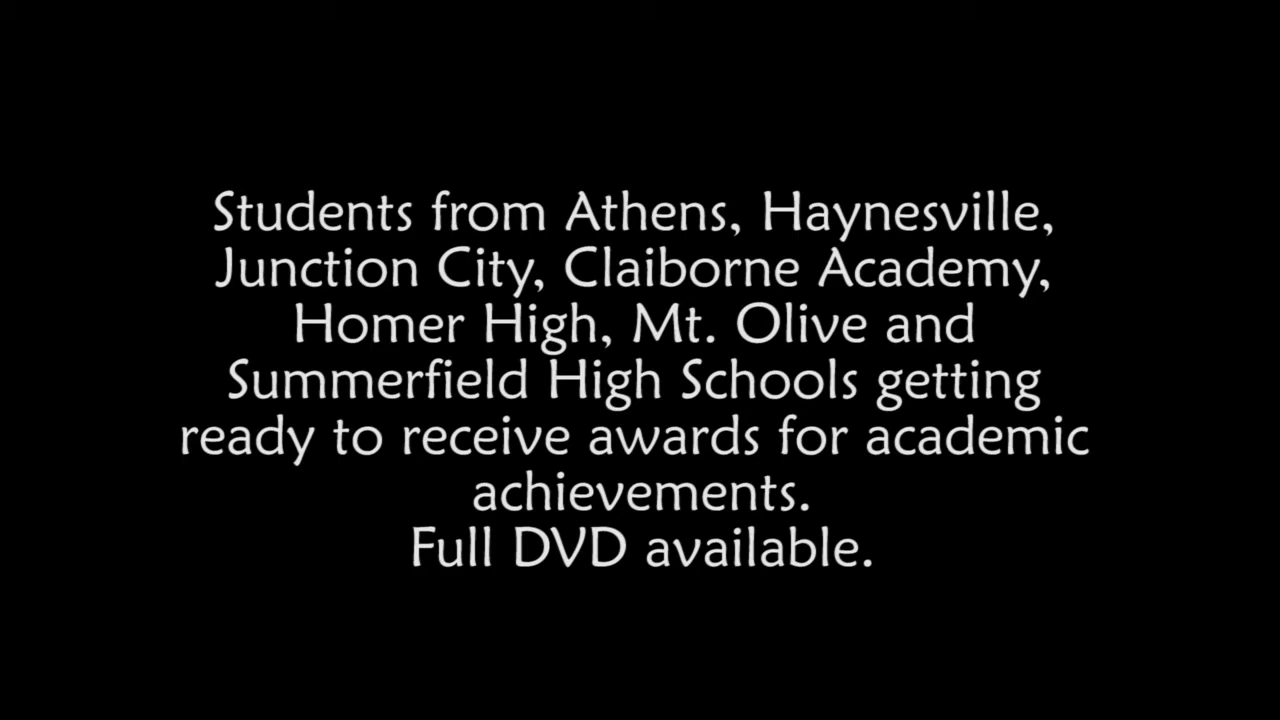 Students from Athens, Haynesville,
Junction City, Claiborne Academy,
Homer High, Mt. Olive and
Summerfield High Schools getting
ready to receive awards for academic
achievements.
Full DVD available.